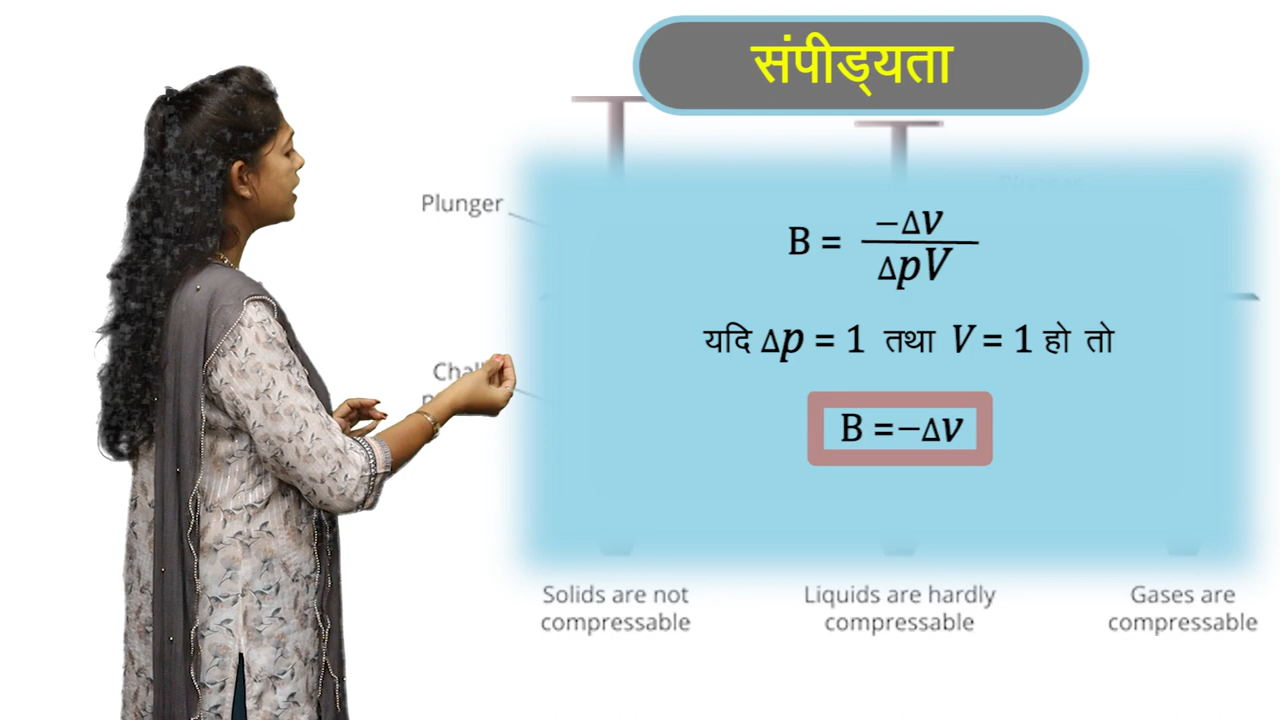 संपीड्यता
Plunger
B = −Δv / ΔpV
यदि Δp = 1 तथा V = 1 हो तो
B =−Δv
Solids are not
compressable
Liquids are hardly
compressable
Gases are
compressable